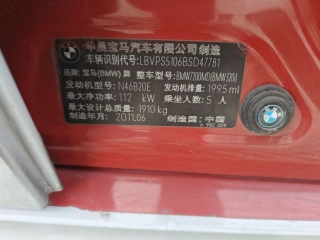 华晨宝马汽车有限公司制造
车辆识别代号: LBVPS5106BSD47781
品牌: 宝马(BMW)牌 整车型号: BMW7200MD(BMW320I)
发动机型号: N46B20E 发动机排量: 1995 ml
最大净功率: 112 kW 乘坐人数: 5 人
最大设计总质量: 1910 kg
制造年月: 2011.06 制造国: 中国